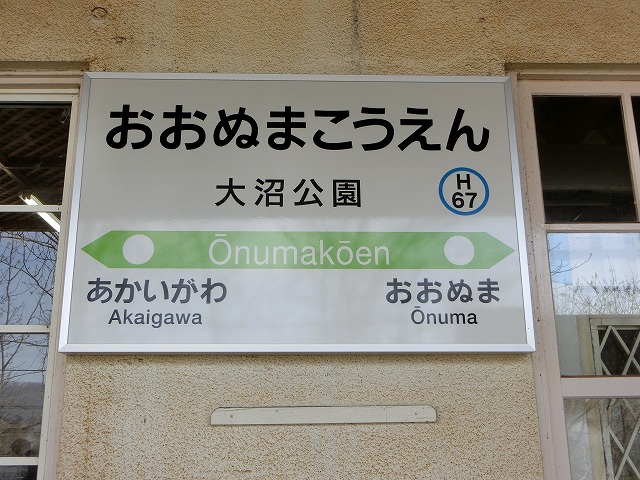 おおぬまこうえん
大沼公園
H
67
Ōnumakōen
あかいがわ
Akaigawa
おおぬま
Ōnuma